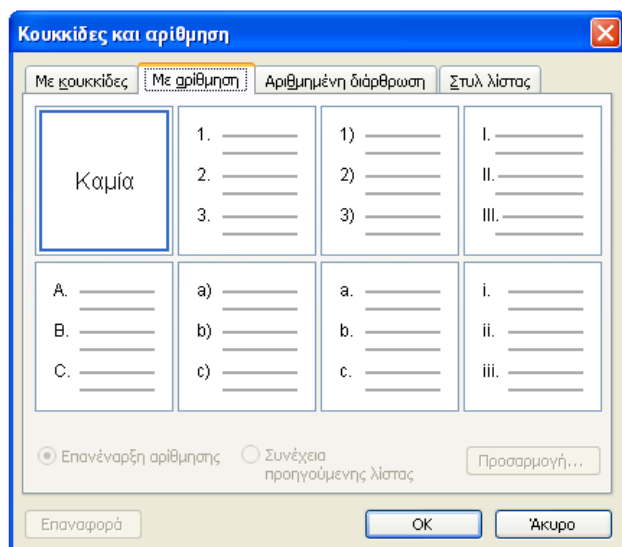 Κουκκίδες και αρίθμηση
Με κουκκίδες Με αρίθμηση Αριθμημένη διάρθρωση Στυλ λίστας
Καμία
1.
2.
3.
1)
2)
3)
I.
II.
III.
A.
B.
C.
a)
b)
c)
a.
b.
c.
i.
ii.
iii.
Επανέναρξη αρίθμησης
Συνέχεια
προηγούμενης λίστας
Προσαρμογή...
Επαναφορά OK Άκυρο